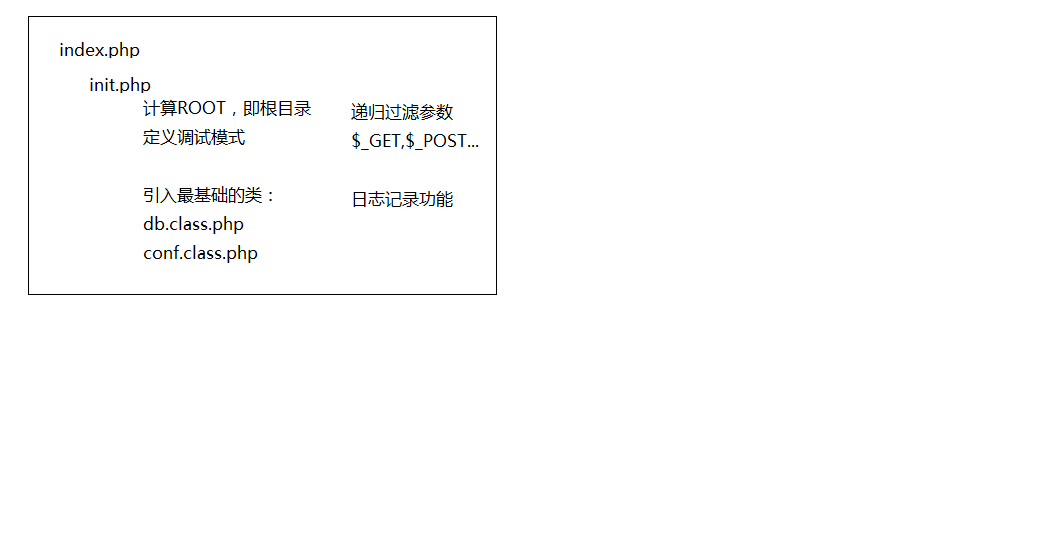 index.php
init.php
计算ROOT，即根目录
定义调试模式
引入最基础的类：
db.class.php
conf.class.php
递归过滤参数
$_GET,$_POST...
日志记录功能